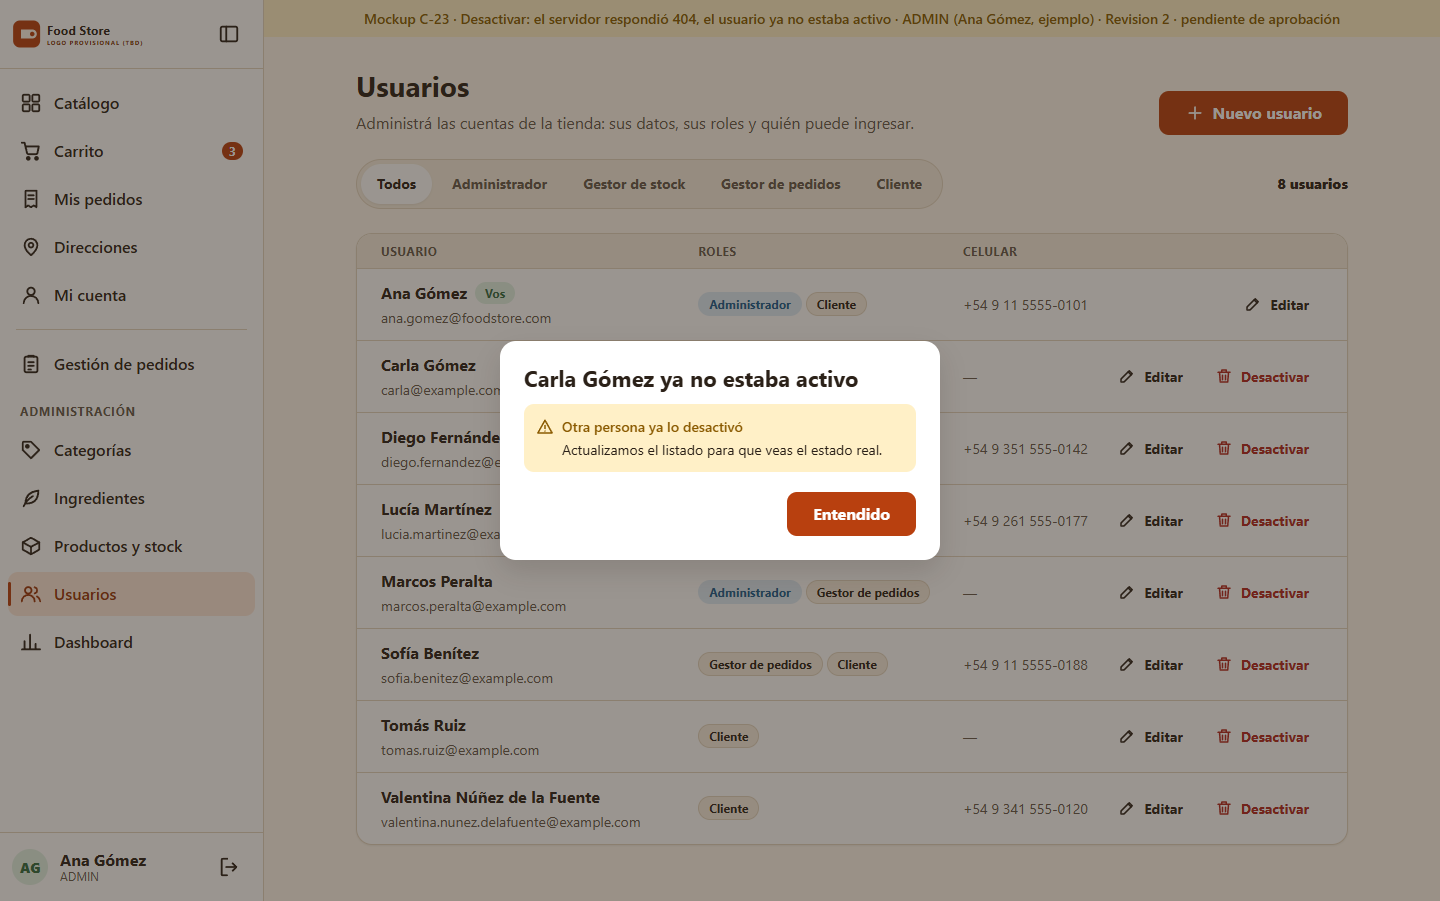 Food Store
LOGO PROVISIONAL (TBD)
Catálogo
Carrito 3
Mis pedidos
Direcciones
Mi cuenta
Gestión de pedidos
ADMINISTRACIÓN
Categorías
Ingredientes
Productos y stock
Usuarios
Dashboard
AG Ana Gómez
ADMIN
Mockup C-23 · Desactivar: el servidor respondió 404, el usuario ya no estaba activo · ADMIN (Ana Gómez, ejemplo) · Revision 2 · pendiente de aprobación
Usuarios
Administrá las cuentas de la tienda: sus datos, sus roles y quién puede ingresar.
+ Nuevo usuario
Todos Administrador Gestor de stock Gestor de pedidos Cliente
8 usuarios
USUARIO ROLES CELULAR
Ana Gómez Vos
ana.gomez@foodstore.com
Administrador Cliente +54 9 11 5555-0101 Editar
Carla Gómez
carla@example.com
— Editar Desactivar
Diego Fernánde
diego.fernandez@e
+54 9 351 555-0142 Editar Desactivar
Lucía Martínez
lucia.martinez@exa
+54 9 261 555-0177 Editar Desactivar
Marcos Peralta
marcos.peralta@example.com
Administrador Gestor de pedidos — Editar Desactivar
Sofía Benítez
sofia.benitez@example.com
Gestor de pedidos Cliente +54 9 11 5555-0188 Editar Desactivar
Tomás Ruiz
tomas.ruiz@example.com
Cliente — Editar Desactivar
Valentina Núñez de la Fuente
valentina.nunez.delafuente@example.com
Cliente +54 9 341 555-0120 Editar Desactivar
Carla Gómez ya no estaba activo
Otra persona ya lo desactivó
Actualizamos el listado para que veas el estado real.
Entendido